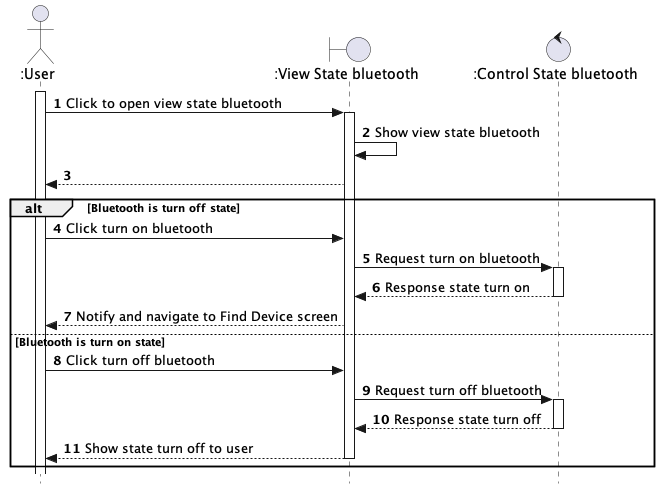 :User
:View State bluetooth
:Control State bluetooth
1 Click to open view state bluetooth
2 Show view state bluetooth
3
alt
[Bluetooth is turn off state]
4 Click turn on bluetooth
5 Request turn on bluetooth
6 Response state turn on
7 Notify and navigate to Find Device screen
[Bluetooth is turn on state]
8 Click turn off bluetooth
9 Request turn off bluetooth
10 Response state turn off
11 Show state turn off to user